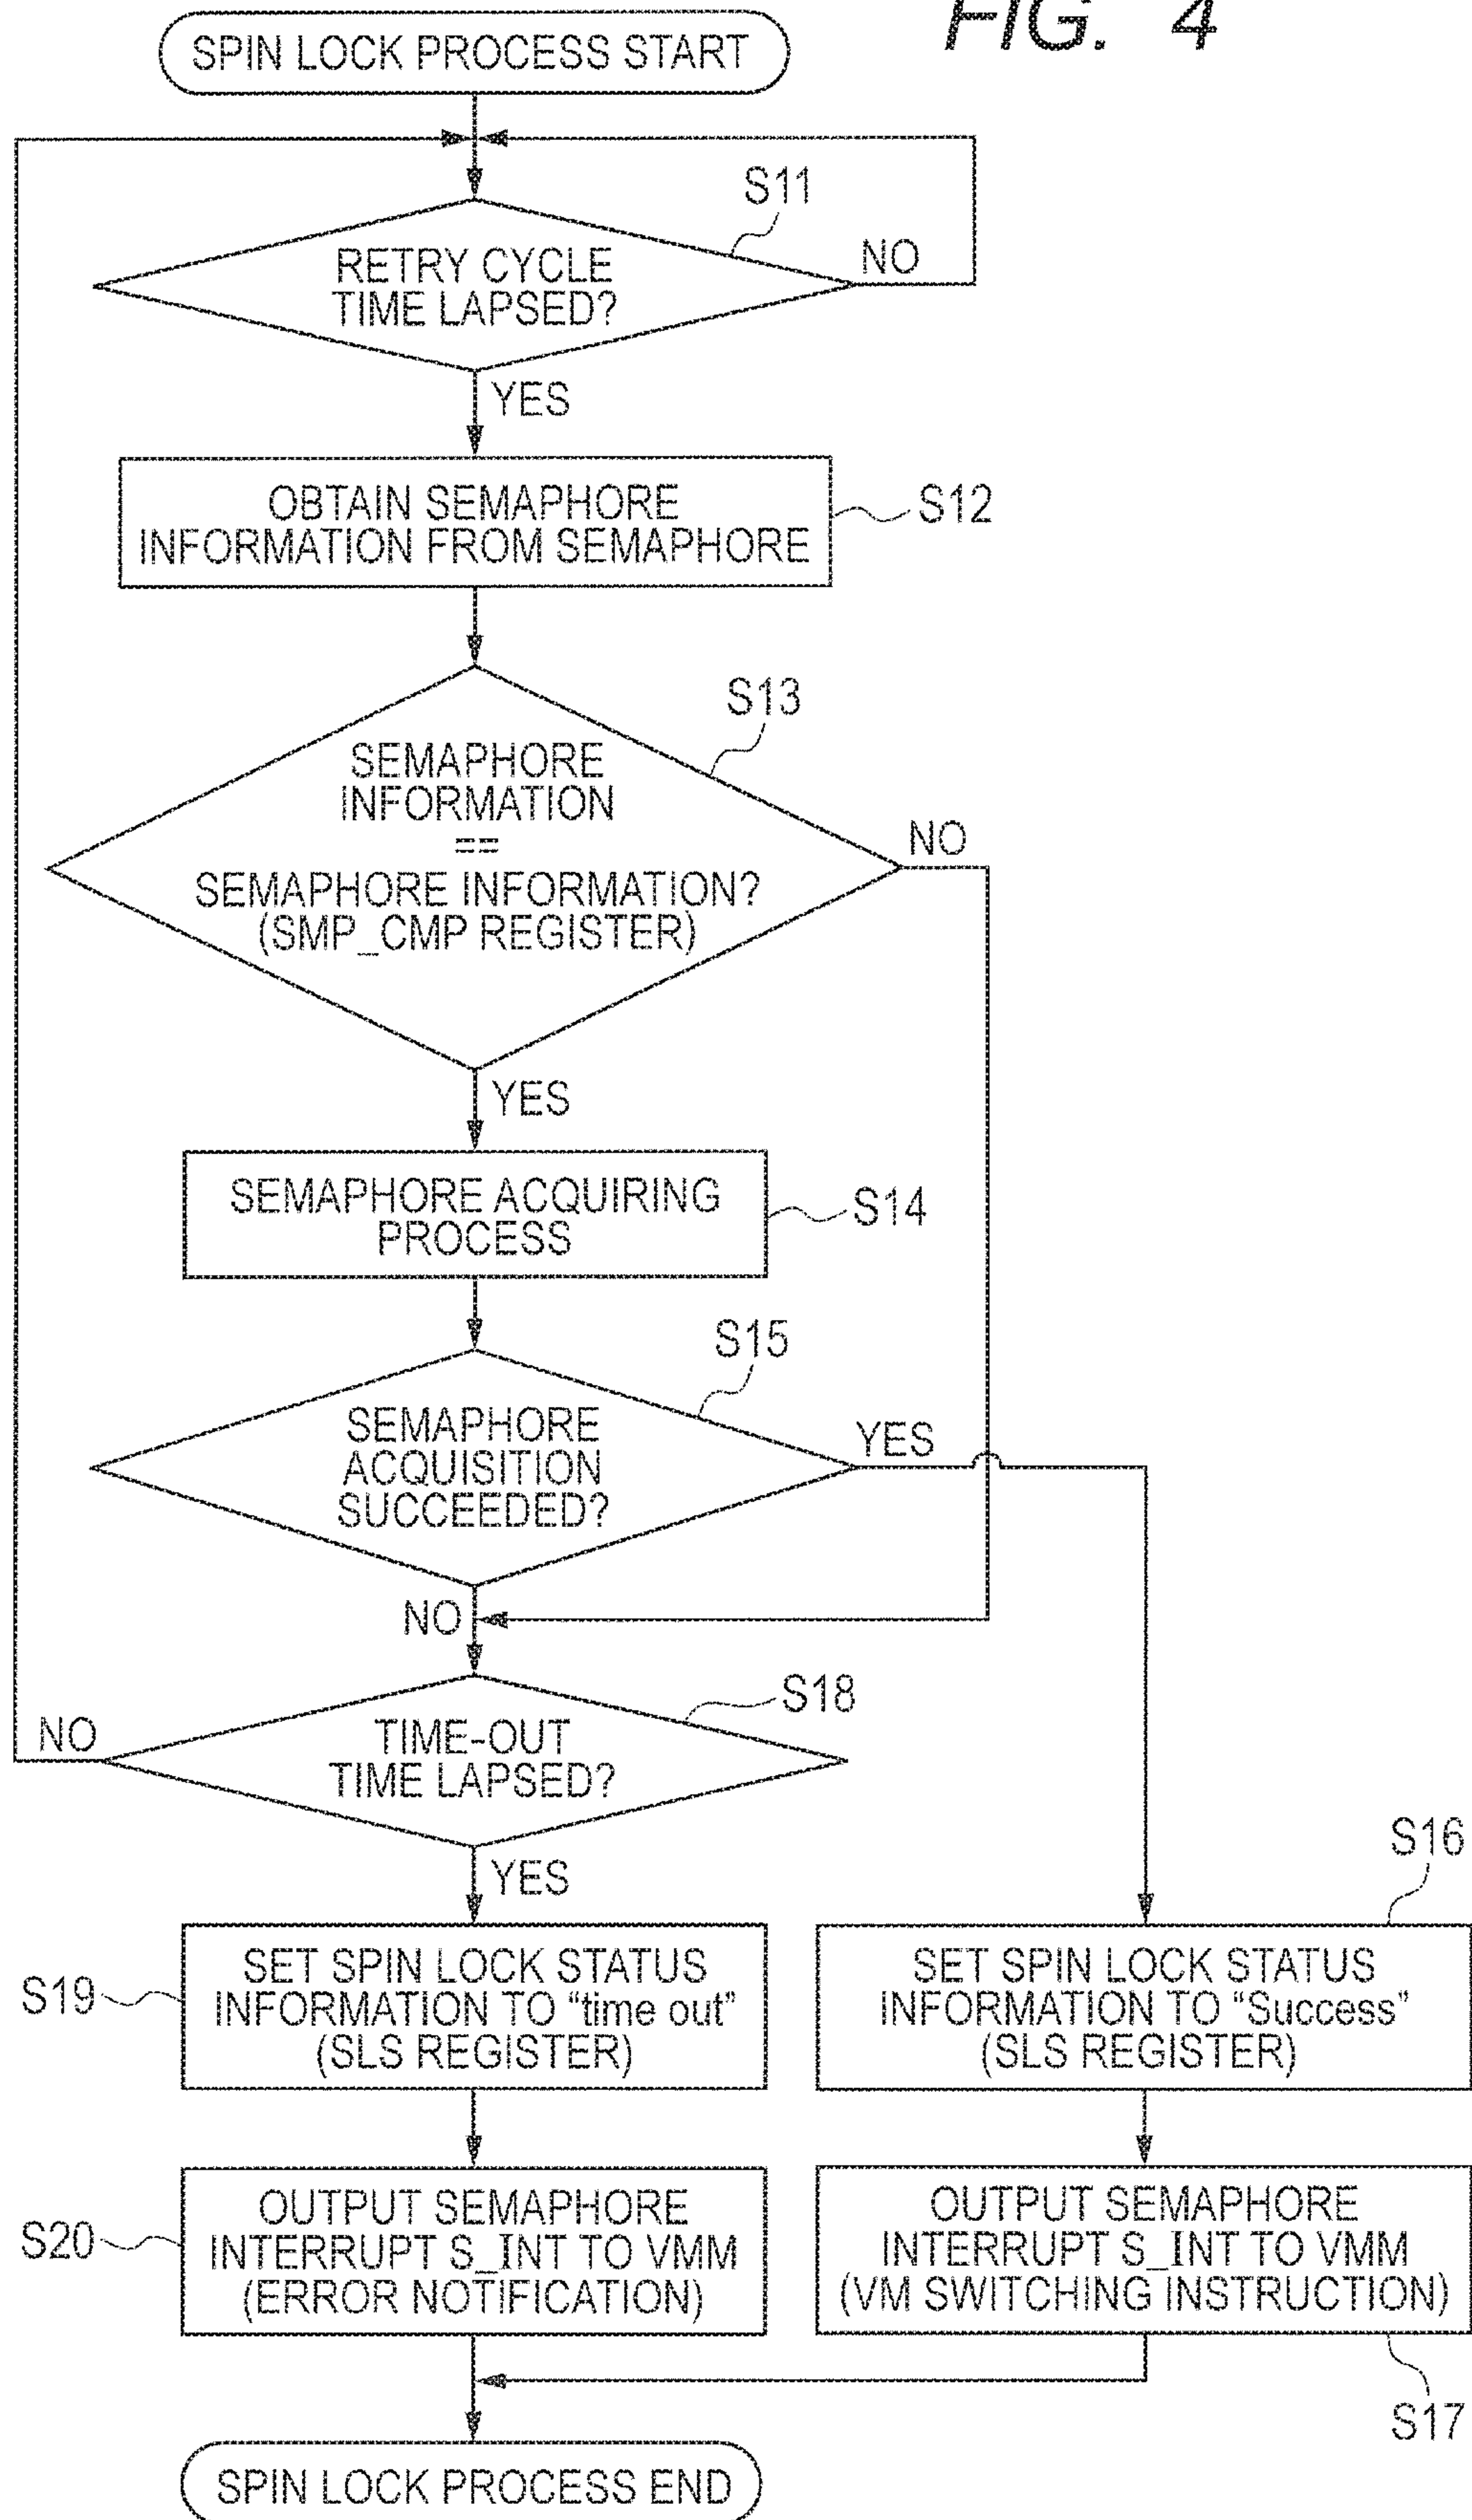 FIG. 4
SPIN LOCK PROCESS START
S11
RETRY CYCLE
TIME LAPSED?
NO
YES
OBTAIN SEMAPHORE
INFORMATION FROM SEMAPHORE
S12
S13
SEMAPHORE
INFORMATION
==
SEMAPHORE INFORMATION?
(SMP_CMP REGISTER)
NO
YES
SEMAPHORE ACQUIRING
PROCESS
S14
S15
SEMAPHORE
ACQUISITION
SUCCEEDED?
YES
NO
S18
TIME-OUT
TIME LAPSED?
NO
YES
S19
SET SPIN LOCK STATUS
INFORMATION TO “time out”
(SLS REGISTER)
S16
SET SPIN LOCK STATUS
INFORMATION TO “Success”
(SLS REGISTER)
S20
OUTPUT SEMAPHORE
INTERRUPT S_INT TO VMM
(ERROR NOTIFICATION)
OUTPUT SEMAPHORE
INTERRUPT S_INT TO VMM
(VM SWITCHING INSTRUCTION)
S17
SPIN LOCK PROCESS END